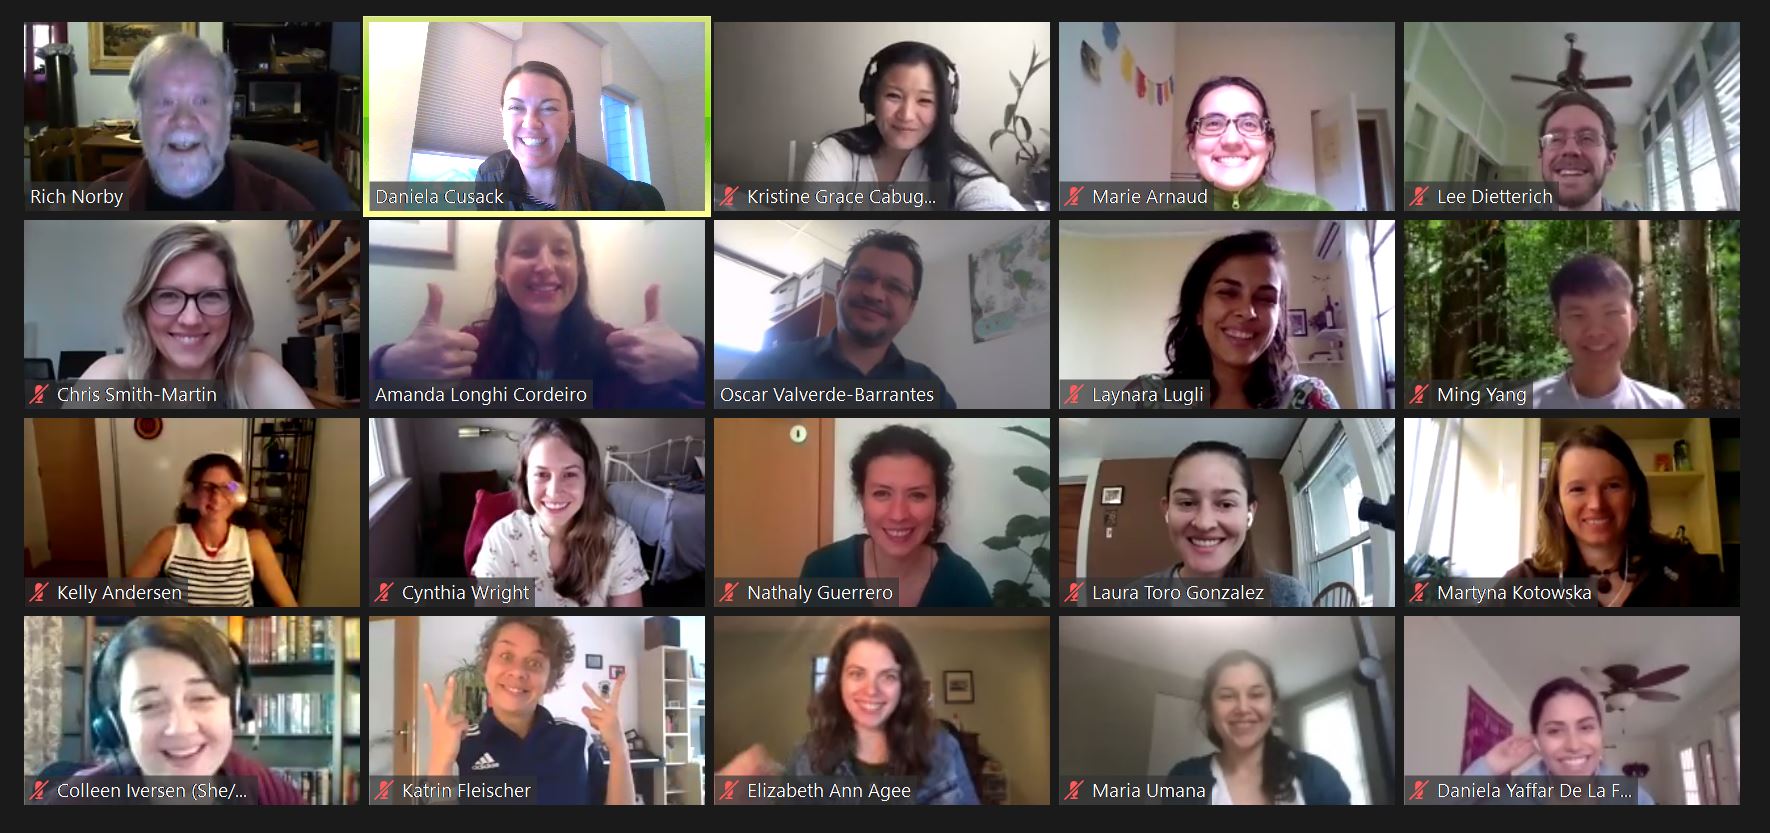 Rich Norby
Daniela Cusack
Kristine Grace Cabug...
Marie Arnaud
Lee Dietterich
Chris Smith-Martin
Amanda Longhi Cordeiro
Oscar Valverde-Barrantes
Laynara Lugli
Ming Yang
Kelly Andersen
Cynthia Wright
Nathaly Guerrero
Laura Toro Gonzalez
Martyna Kotowska
Colleen Iversen (She/...
adidas
Katrin Fleischer
Elizabeth Ann Agee
Maria Umana
Daniela Yaffar De La F...